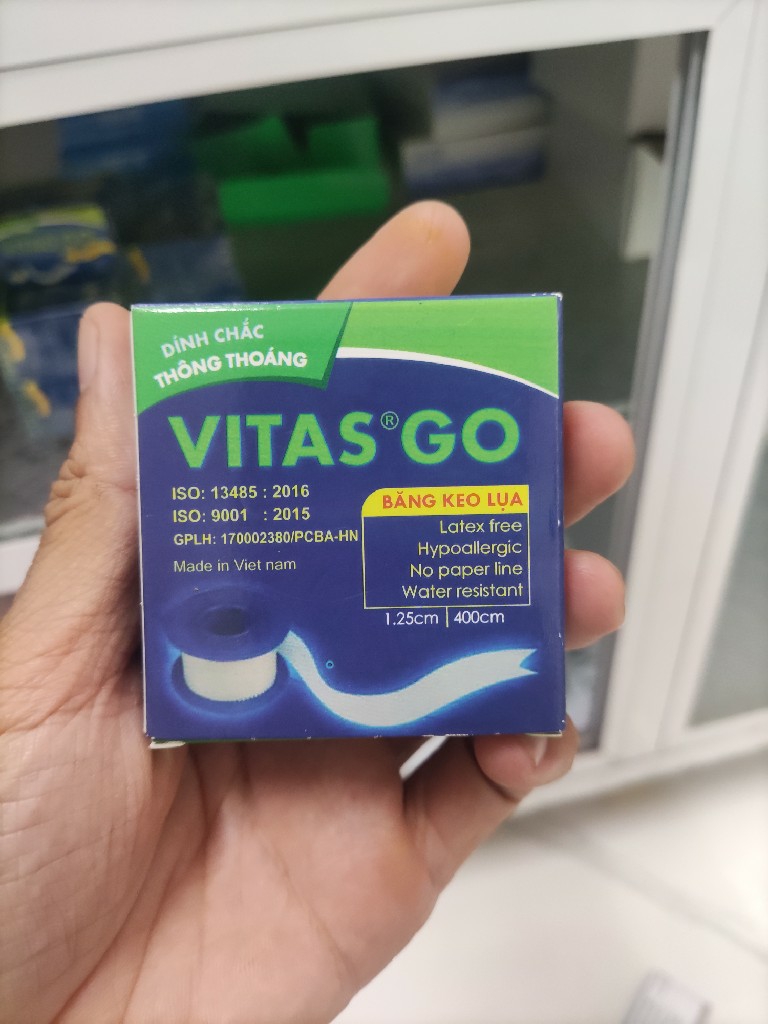 DÍNH CHẮC
THÔNG THOÁNG
VITAS® GO
ISO: 13485 : 2016
ISO: 9001 : 2015
GPLH: 170002380/PCBA-HN
Made in Viet nam
BĂNG KEO LỤA
Latex free
Hypoallergic
No paper line
Water resistant
1.25cm | 400cm